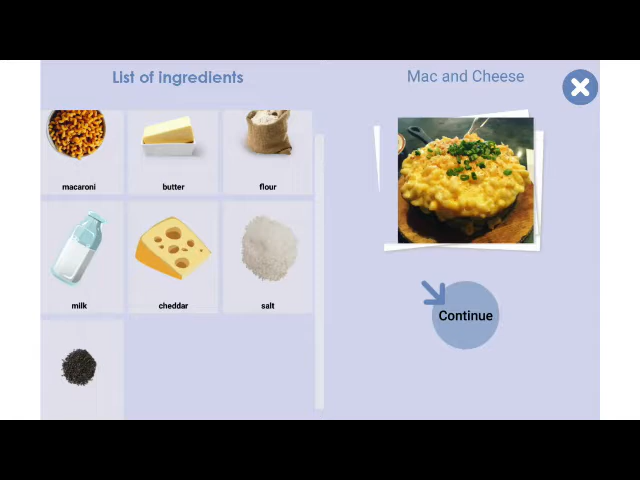 List of ingredients
Mac and Cheese
macaroni
butter
flour
milk
cheddar
salt
Continue